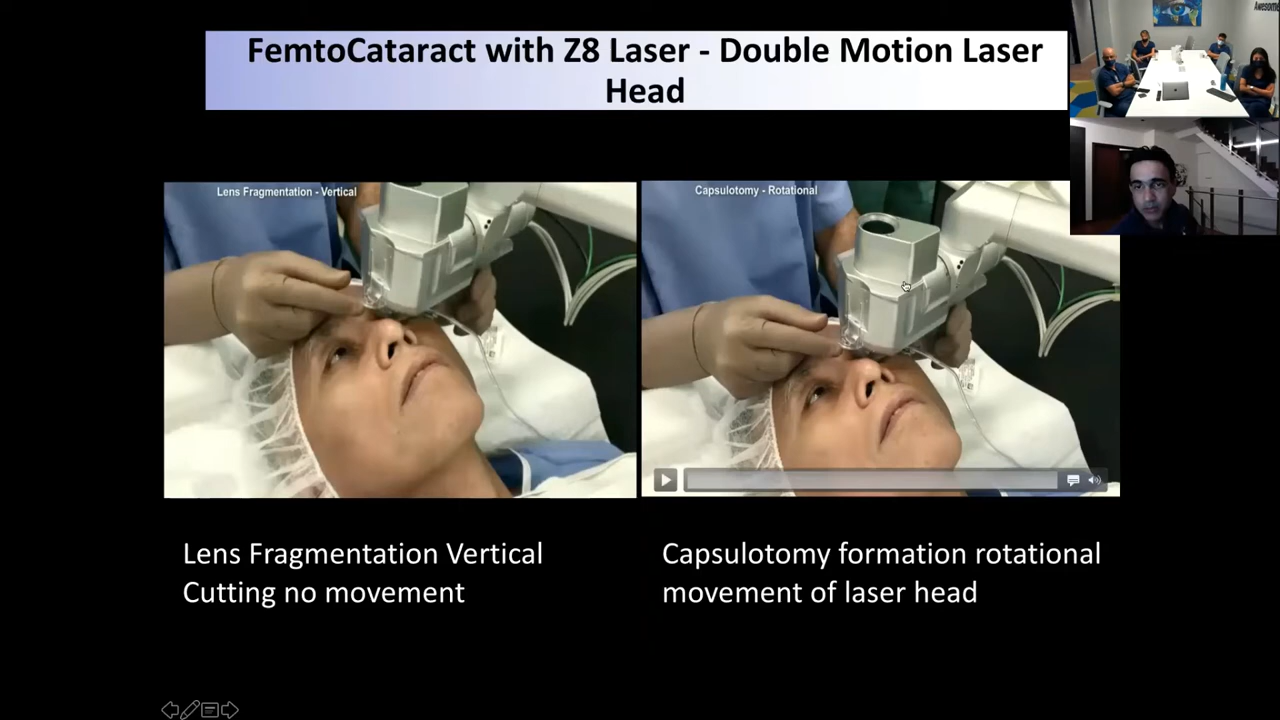 FemtoCataract with Z8 Laser - Double Motion Laser
Head
Awesome
Lens Fragmentation - Vertical
Capsulotomy - Rotational
Lens Fragmentation Vertical
Cutting no movement
Capsulotomy formation rotational
movement of laser head